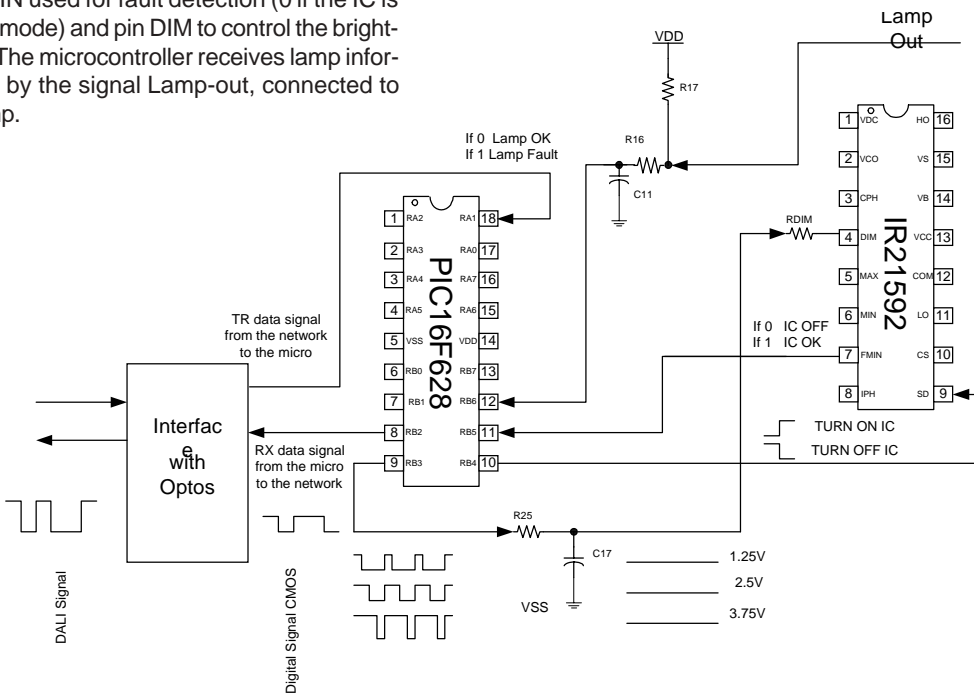 IN used for fault detection (0 if the IC is
mode) and pin DIM to control the bright-
The microcontroller receives lamp infor-
by the signal Lamp-out, connected to
Lamp
Out
VDD
R17
R16
C11
If 0 Lamp OK
If 1 Lamp Fault
1 RA2
2 RA3
3 RA4
4 RA5
5 VSS
6 RB0
7 RB1
8 RB2
9 RB3
PIC16F628
RA1 18
RA0 17
RA7 16
RA6 15
VDD 14
RB7 13
RB6 12
RB5 11
RB4 10
RDIM
1 VDC
2 VCO
3 CPH
4 DIM
5 MAX
6 MIN
7 FMIN
8 IPH
IR21592
HO 16
VS 15
VB 14
VCC 13
COM 12
LO 11
CS 10
SD 9
If 0 IC OFF
If 1 IC OK
TURN ON IC
TURN OFF IC
TR data signal
from the network
to the micro
Interfac
e
with
Optos
RX data signal
from the micro
to the network
R25
C17
VSS
1.25V
2.5V
3.75V
DALI Signal
Digital Signal CMOS